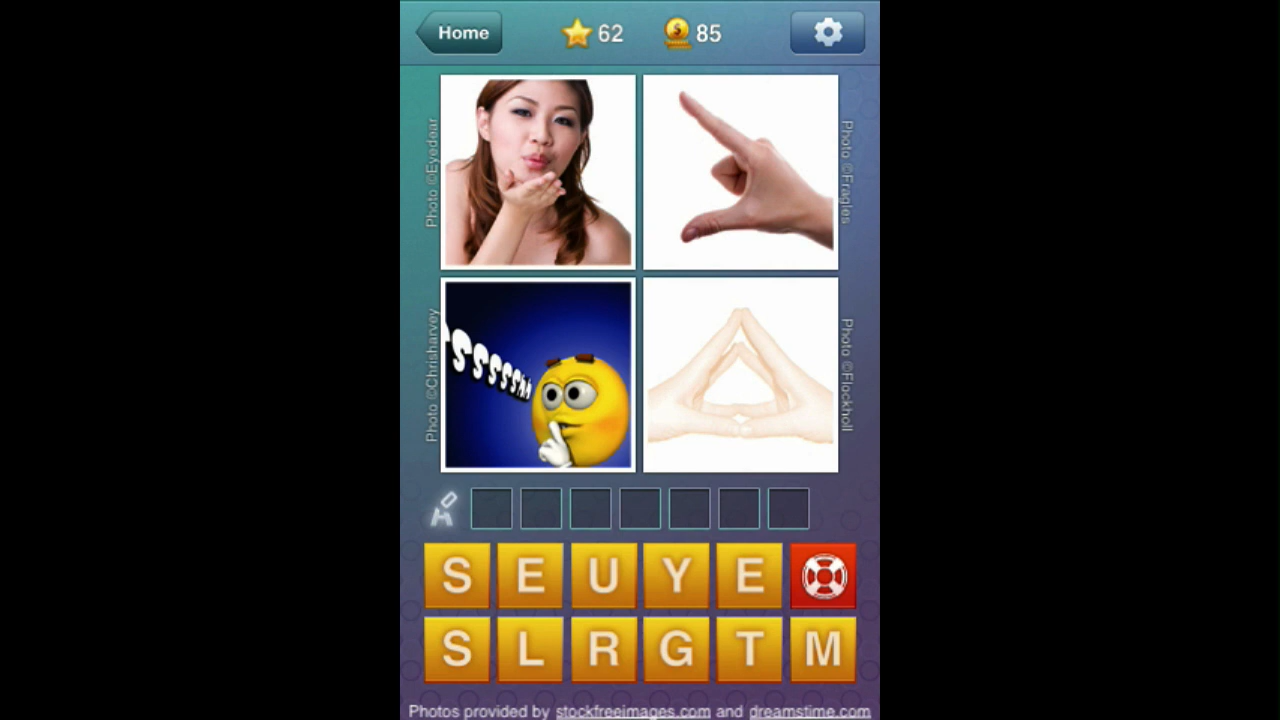 Home
62
85
Photo ©Eyedear
Photo ©Fragles
Photo ©Chrisharvey
sssssshh
Photo ©Flockholl
S E U Y E
S L R G T M
Photos provided by stockfreeimages.com and dreamstime.com